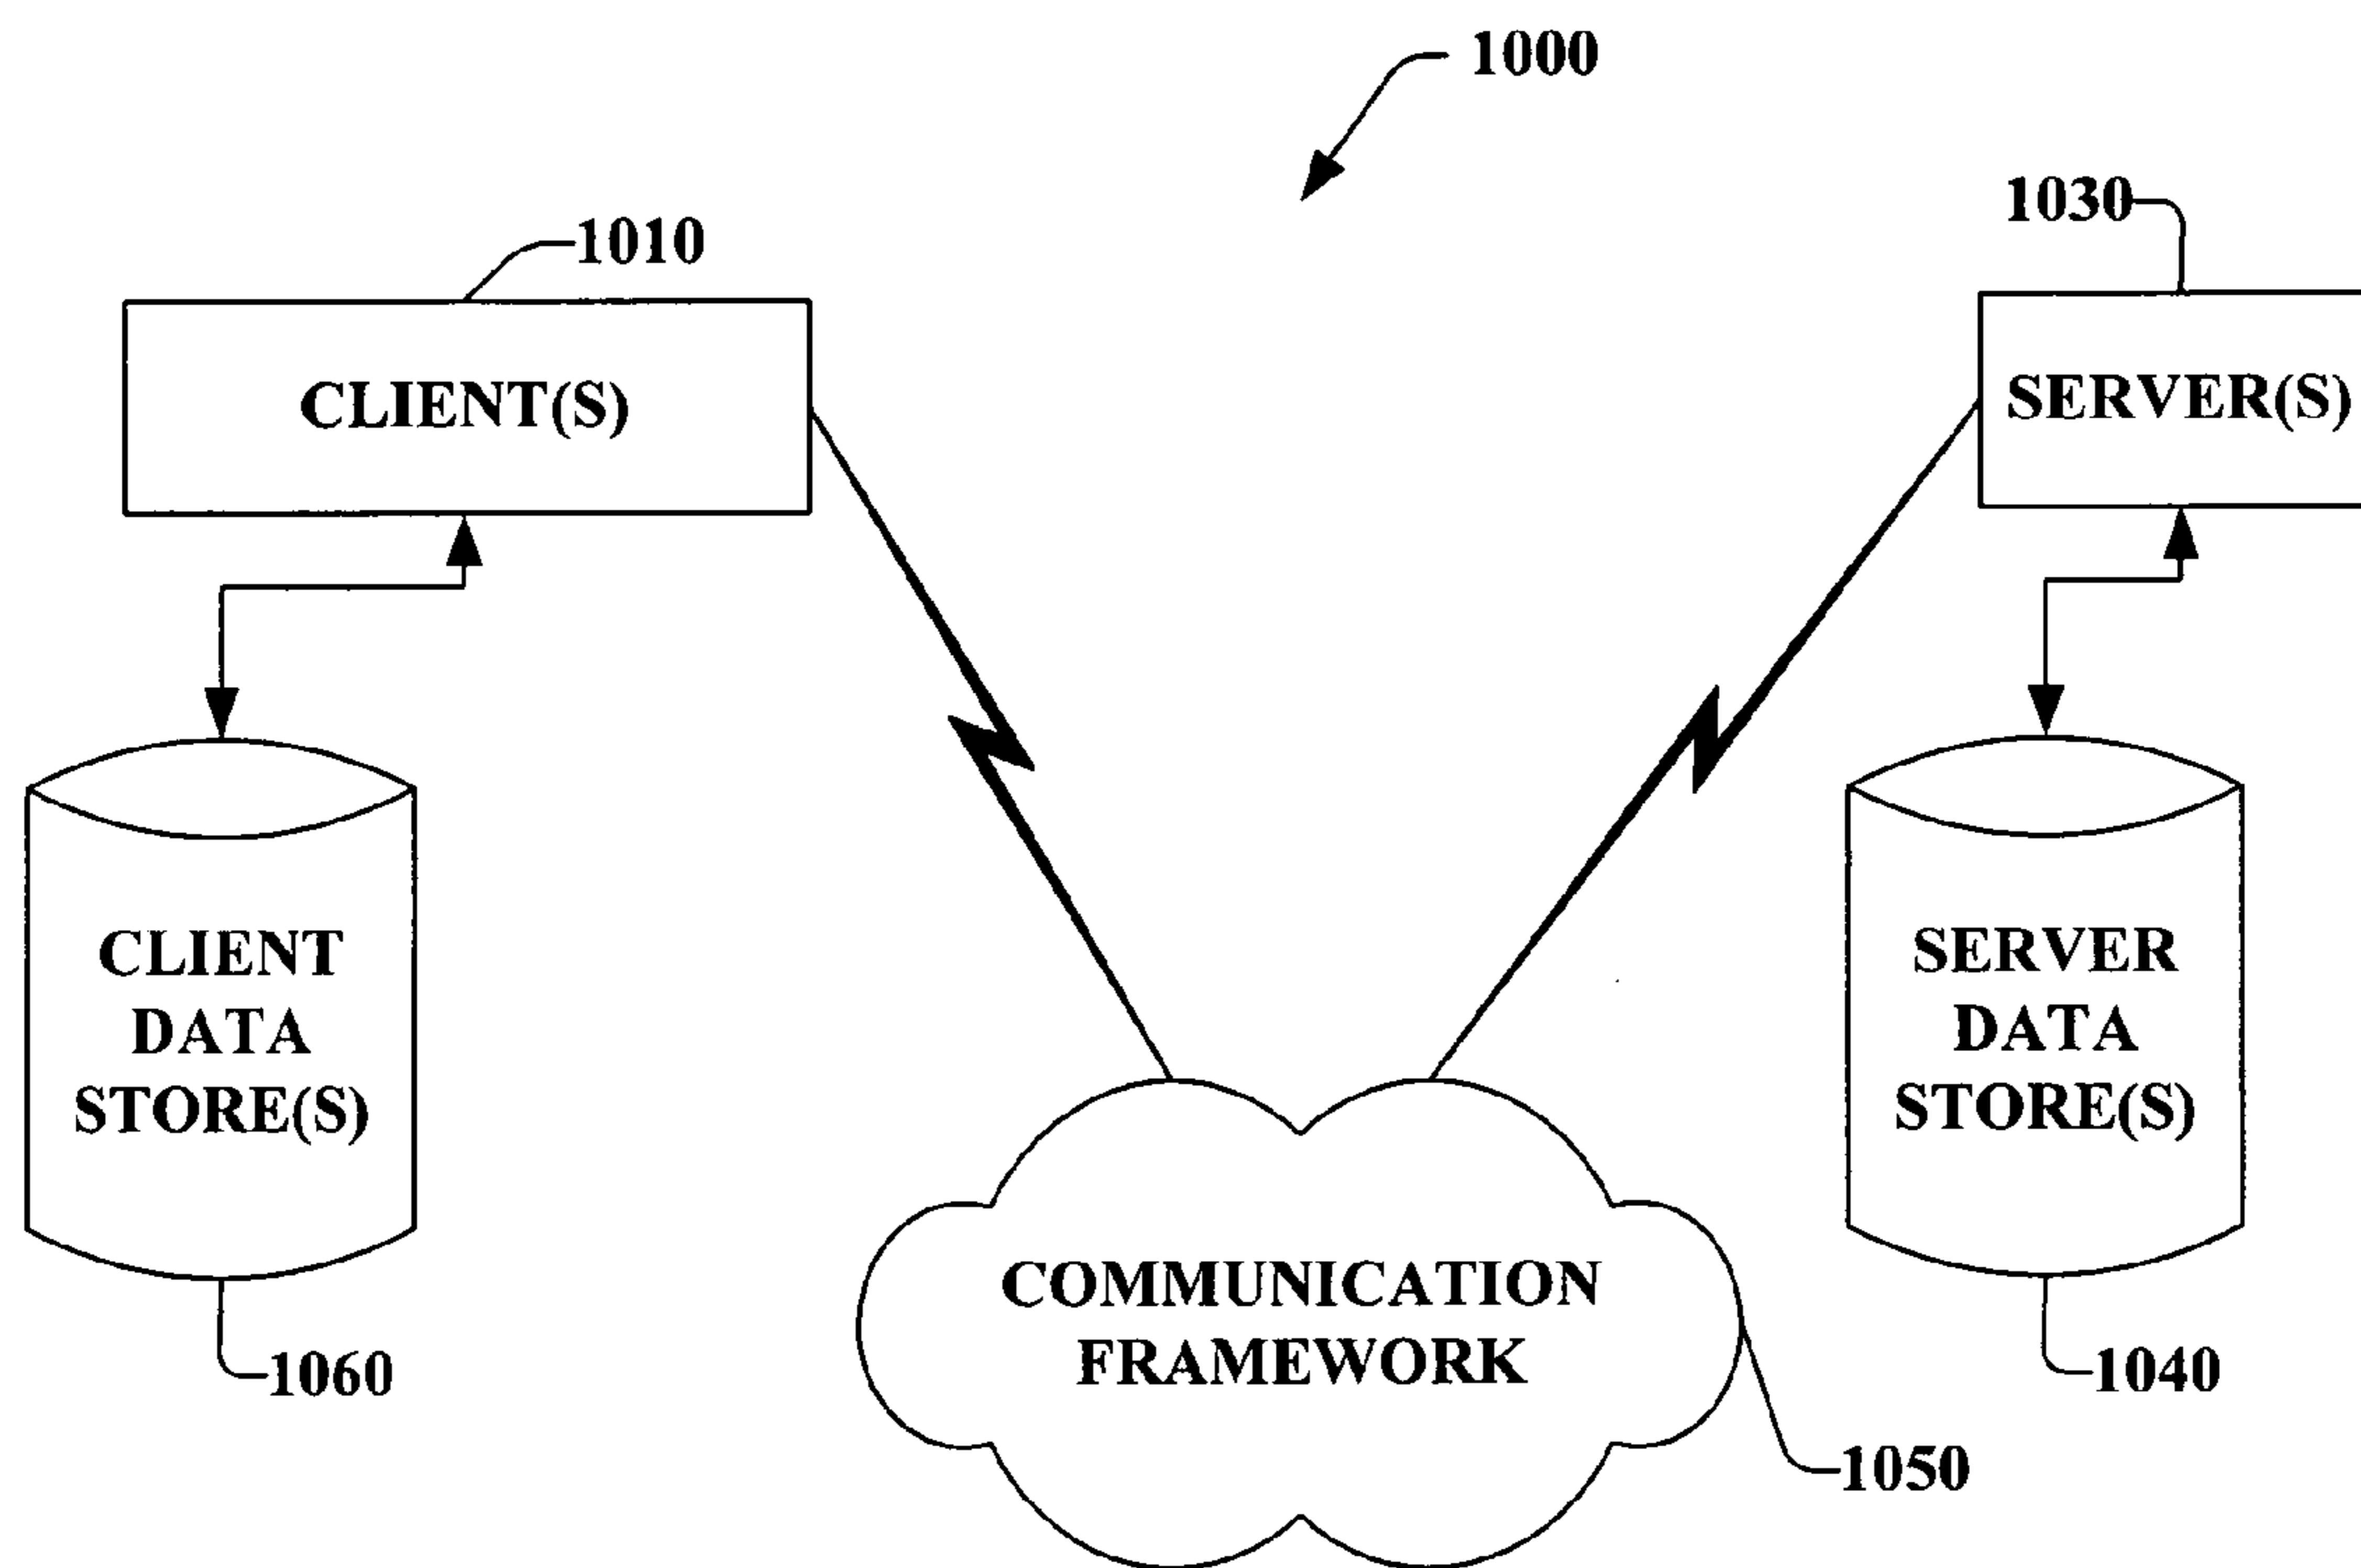 1000
1010
1030
CLIENT(S)
SERVER(S)
CLIENT
DATA
STORE(S)
SERVER
DATA
STORE(S)
COMMUNICATION
FRAMEWORK
1060
1040
1050